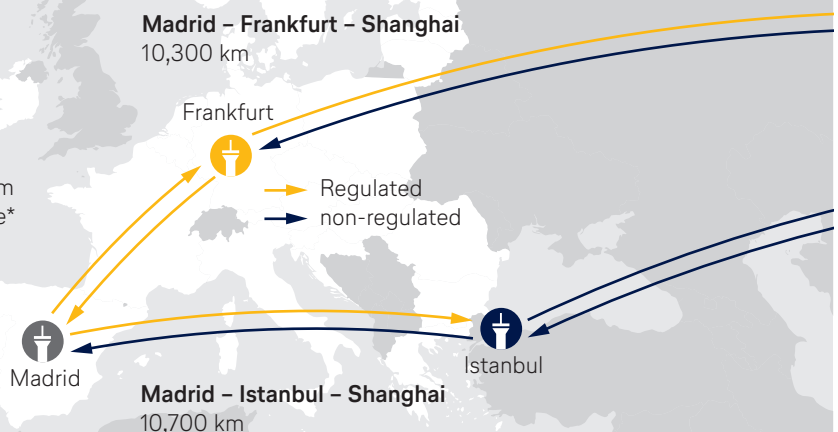 Madrid – Frankfurt – Shanghai
10,300 km
Frankfurt
Regulated
non-regulated
Madrid
Istanbul
Madrid – Istanbul – Shanghai
10,700 km